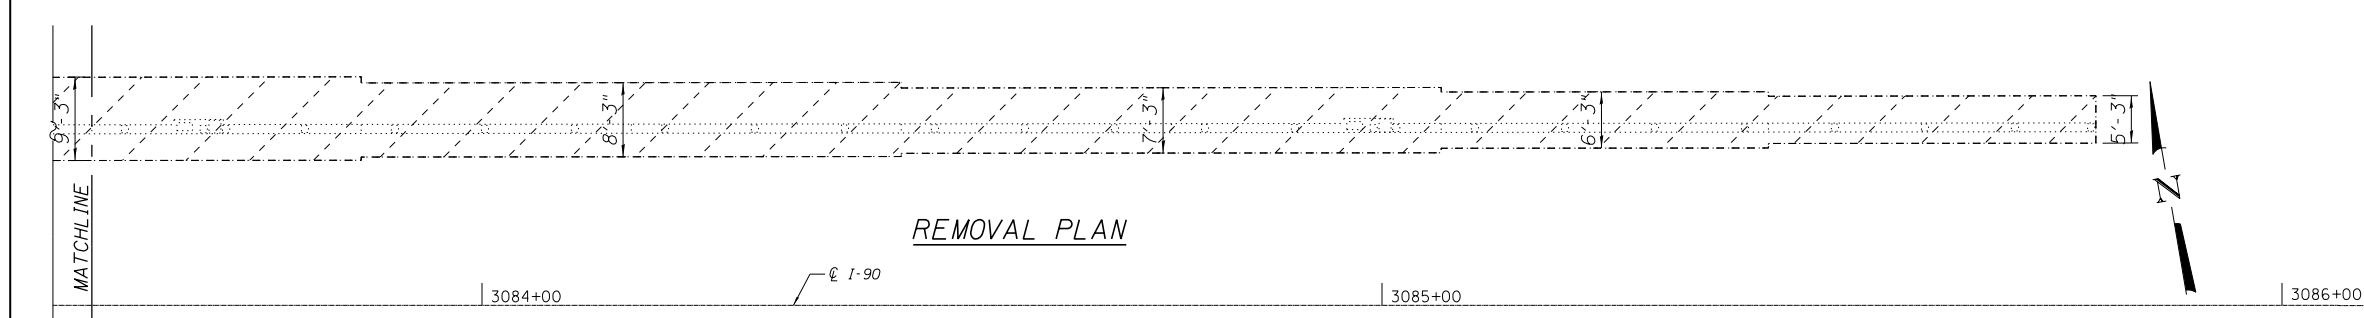 9'-3"
8'-3"
7'-3"
6'-3"
5'-3"
N
MATCHLINE
REMOVAL PLAN
℄ I-90
3084+00
3085+00
3086+00